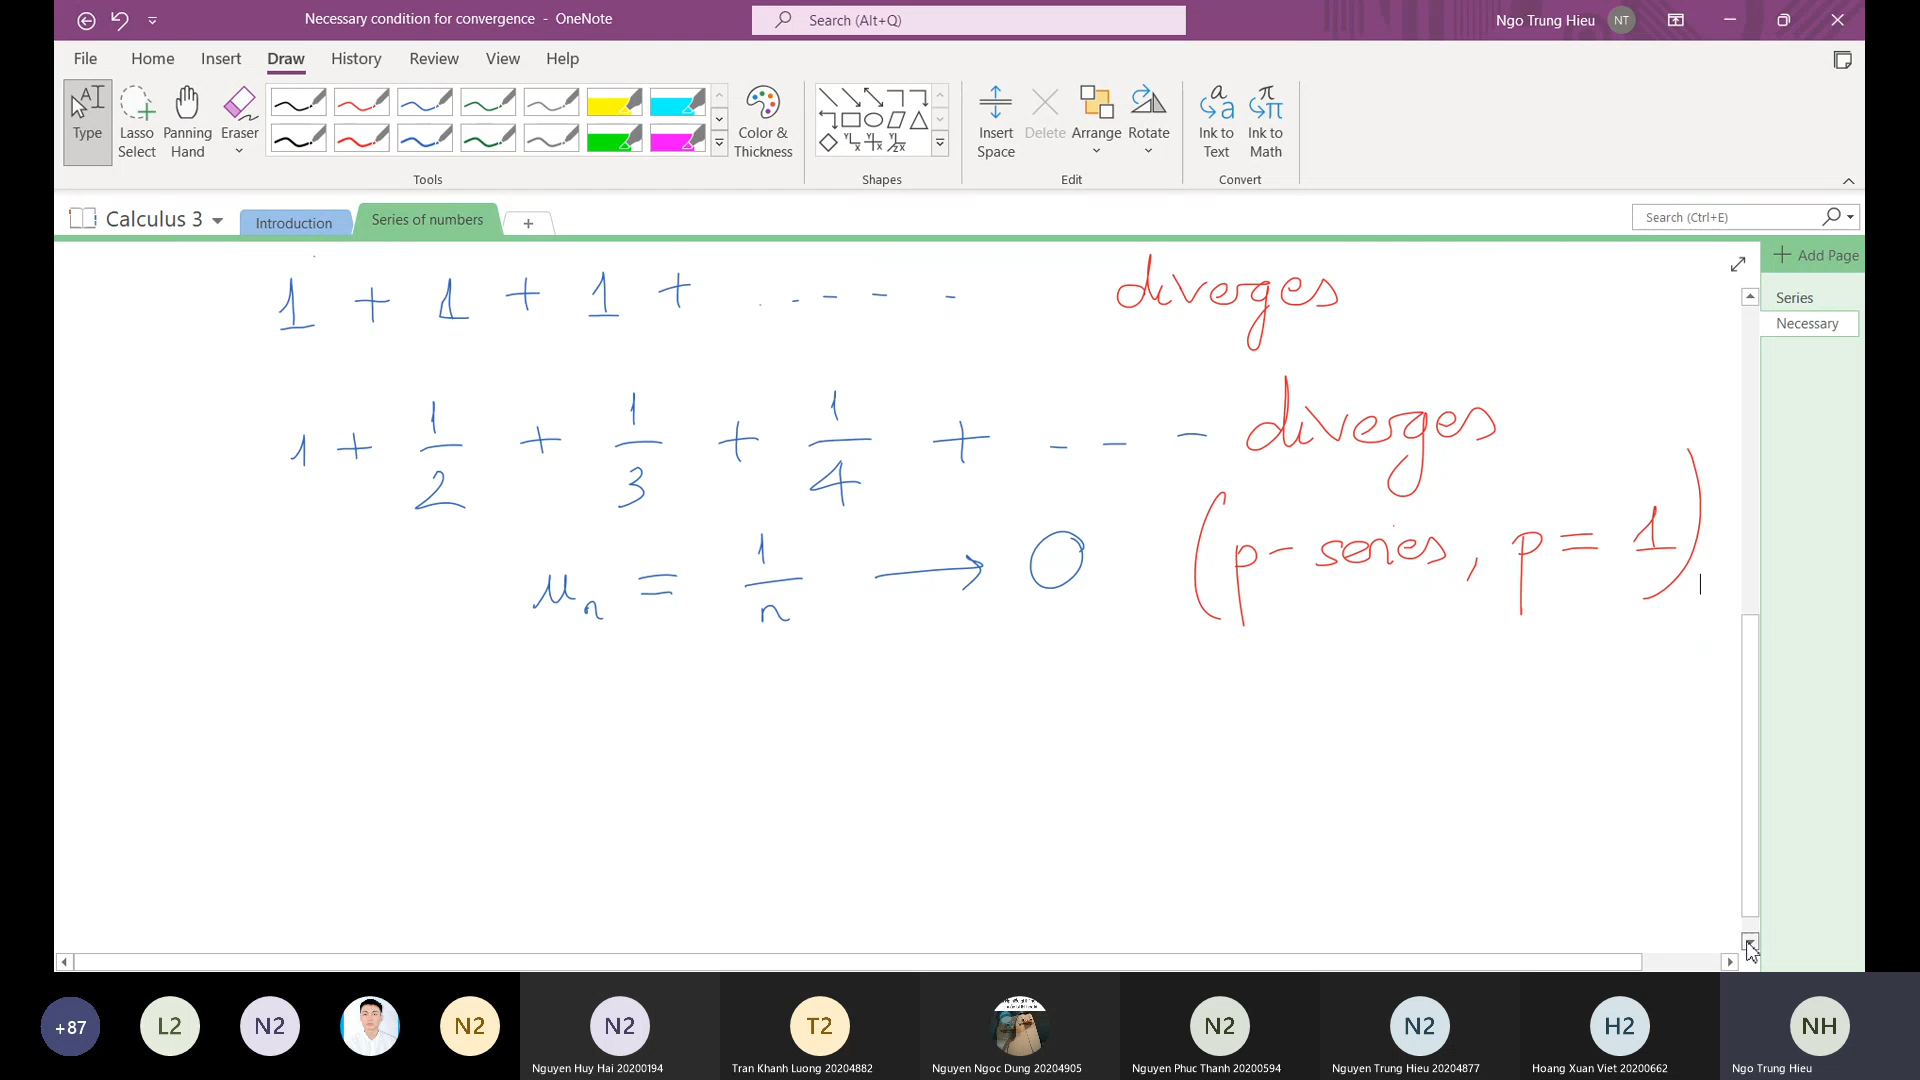 Necessary condition for convergence - OneNote
Search (Alt+Q)
Ngo Trung Hieu NT
File Home Insert Draw History Review View Help
Type
Lasso Select
Panning Hand
Eraser
Color & Thickness
Insert Space
Delete
Arrange
Rotate
Ink to Text
Ink to Math
Tools Shapes Edit Convert
Calculus 3 Introduction Series of numbers +
Search (Ctrl+E)
Add Page
Series
Necessary
1 + 1 + 1 + ..---- diverges
1 + 1/2 + 1/3 + 1/4 + --- diverges
u_n = 1/n → 0 (p-series, p = 1)
+87 L2 N2 N2 N2 T2 N2 N2 H2 NH
Nguyen Huy Hai 20200194
Tran Khanh Luong 20204882
Nguyen Ngoc Dung 20204905
Nguyen Phuc Thanh 20200594
Nguyen Trung Hieu 20204877
Hoang Xuan Viet 20200662
Ngo Trung Hieu